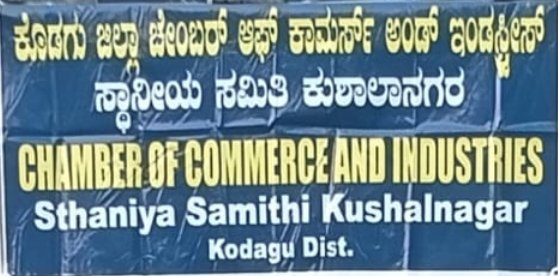 ಕೊಡಗು ಜಿಲ್ಲಾ ಚೇಂಬರ್ ಆಫ್ ಕಾಮರ್ಸ್ ಅಂಡ್ ಇಂಡಸ್ಟ್ರೀಸ್
ಸ್ಥಾನೀಯ ಸಮಿತಿ ಕುಶಾಲನಗರ
CHAMBER OF COMMERCE AND INDUSTRIES
Sthaniya Samithi Kushalnagar
Kodagu Dist.